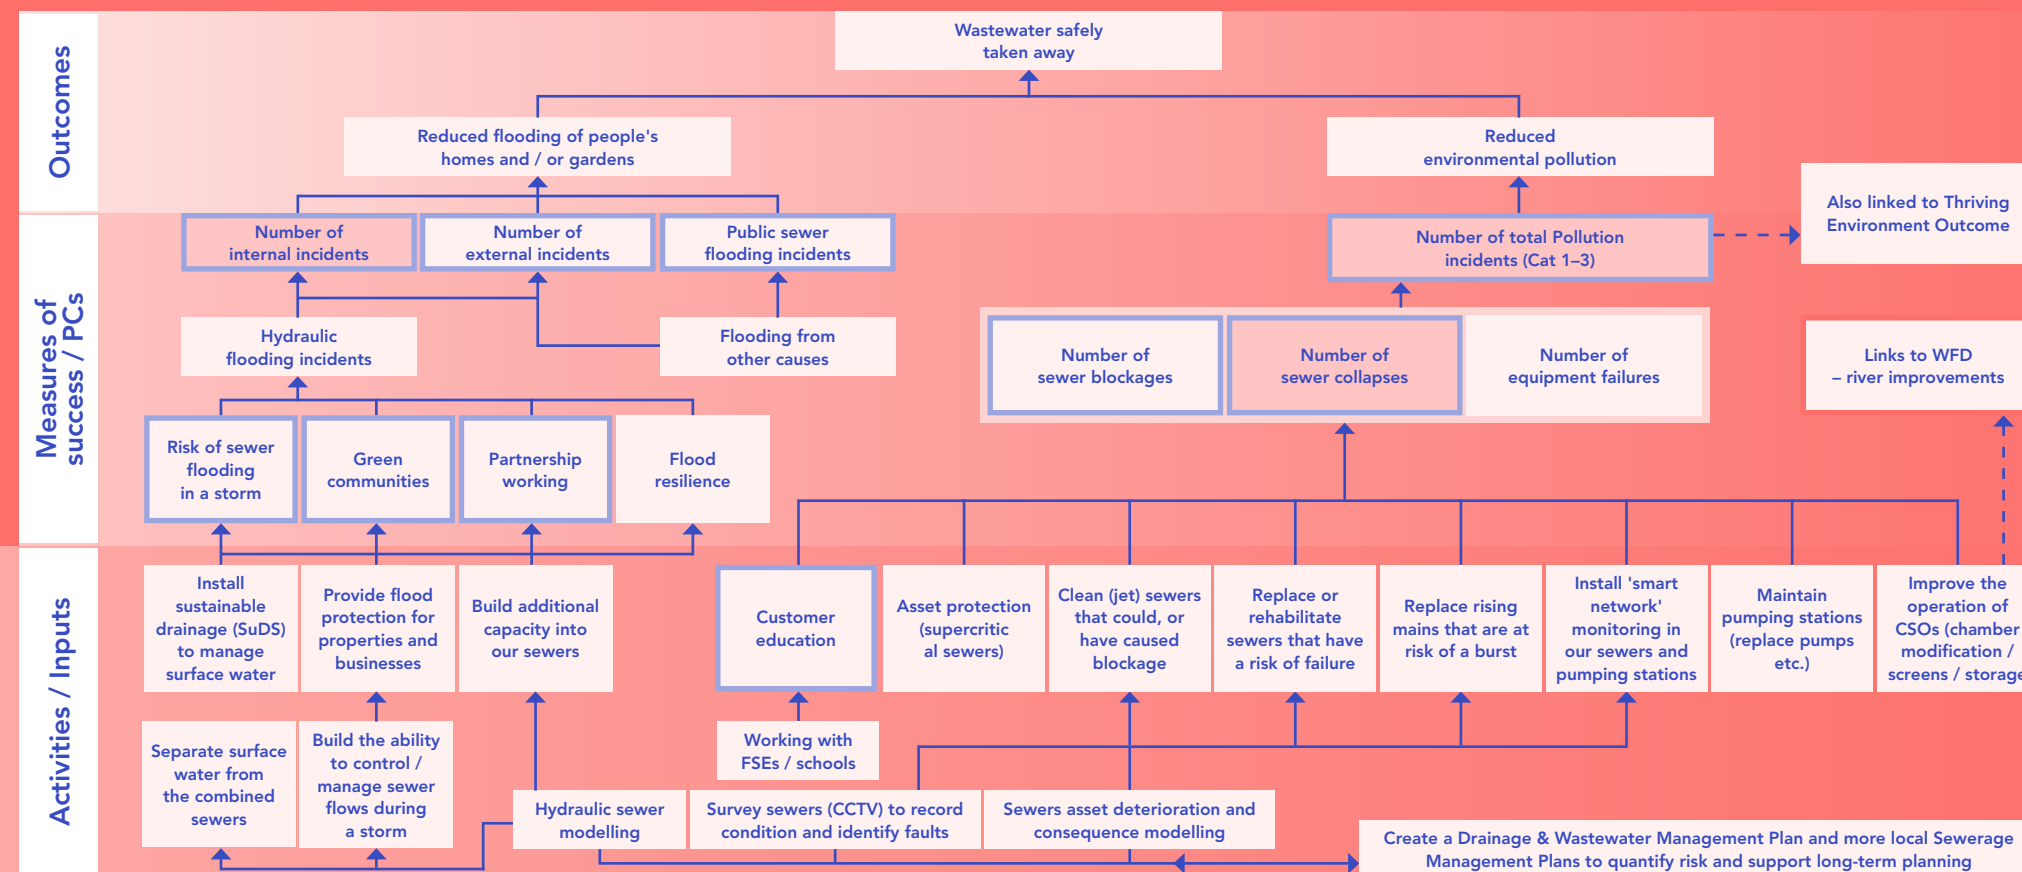 Outcomes
Wastewater safely
taken away
Reduced flooding of people's
homes and / or gardens
Reduced
environmental pollution
Also linked to Thriving
Environment Outcome
Measures of
success / PCs
Number of
internal incidents
Number of
external incidents
Public sewer
flooding incidents
Number of total Pollution
incidents (Cat 1–3)
Hydraulic
flooding incidents
Flooding from
other causes
Number of
sewer blockages
Number of
sewer collapses
Number of
equipment failures
Links to WFD
– river improvements
Risk of sewer
flooding
in a storm
Green
communities
Partnership
working
Flood
resilience
Activities / Inputs
Install
sustainable
drainage (SuDS)
to manage
surface water
Provide flood
protection for
properties and
businesses
Build additional
capacity into
our sewers
Customer
education
Asset protection
(supercritic
al sewers)
Clean (jet) sewers
that could, or
have caused
blockage
Replace or
rehabilitate
sewers that have
a risk of failure
Replace rising
mains that are at
risk of a burst
Install 'smart
network'
monitoring in
our sewers and
pumping stations
Maintain
pumping stations
(replace pumps
etc.)
Improve the
operation of
CSOs (chamber
modification /
screens / storage
Separate surface
water from
the combined
sewers
Build the ability
to control /
manage sewer
flows during
a storm
Working with
FSEs / schools
Hydraulic sewer
modelling
Survey sewers (CCTV) to record
condition and identify faults
Sewers asset deterioration and
consequence modelling
Create a Drainage & Wastewater Management Plan and more local Sewerage
Management Plans to quantify risk and support long-term planning